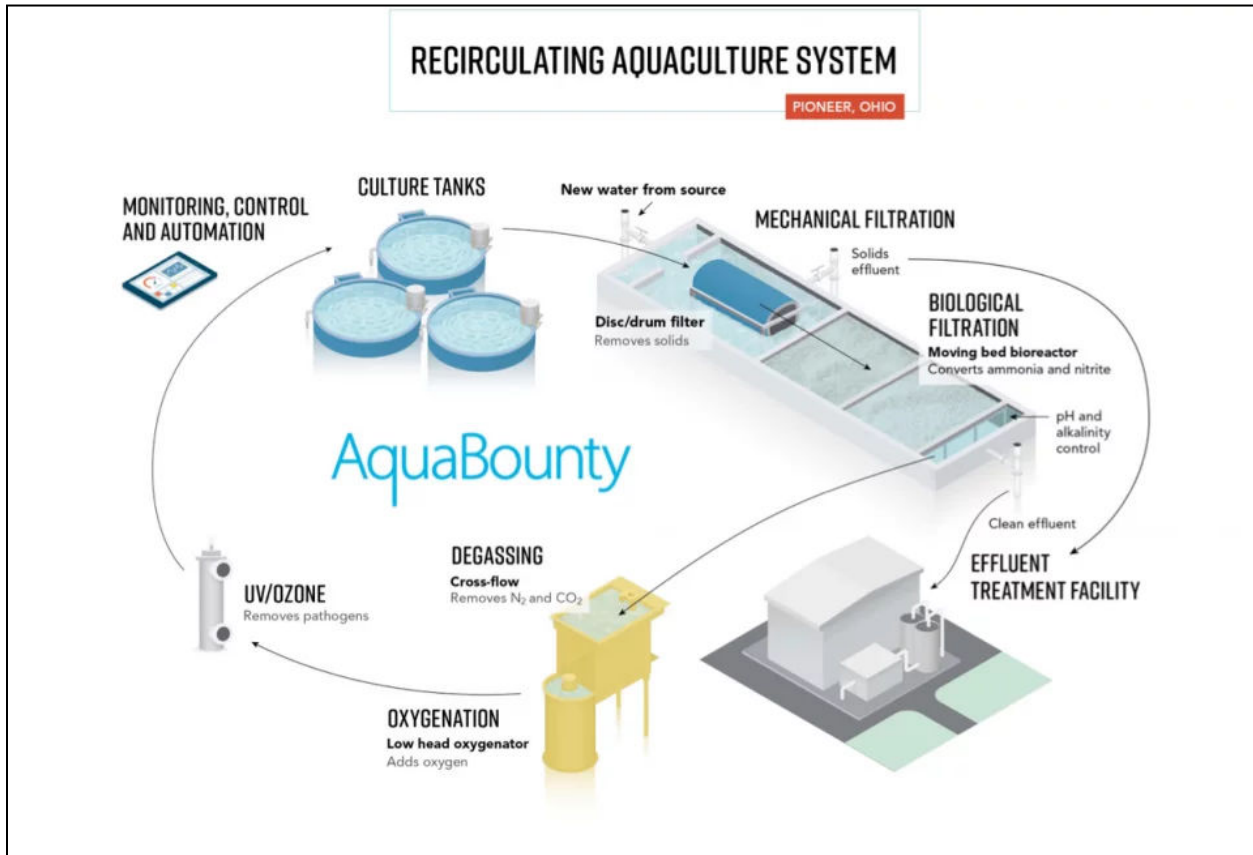 RECIRCULATING AQUACULTURE SYSTEM
PIONEER, OHIO
MONITORING, CONTROL
AND AUTOMATION
CULTURE TANKS
New water from source
MECHANICAL FILTRATION
Solids
effluent
Disc/drum filter
Removes solids
BIOLOGICAL
FILTRATION
Moving bed bioreactor
Converts ammonia and nitrite
pH and
alkalinity
control
AquaBounty
Clean effluent
EFFLUENT
TREATMENT FACILITY
DEGASSING
Cross-flow
Removes N₂ and CO₂
OXYGENATION
Low head oxygenator
Adds oxygen
UV/OZONE
Removes pathogens